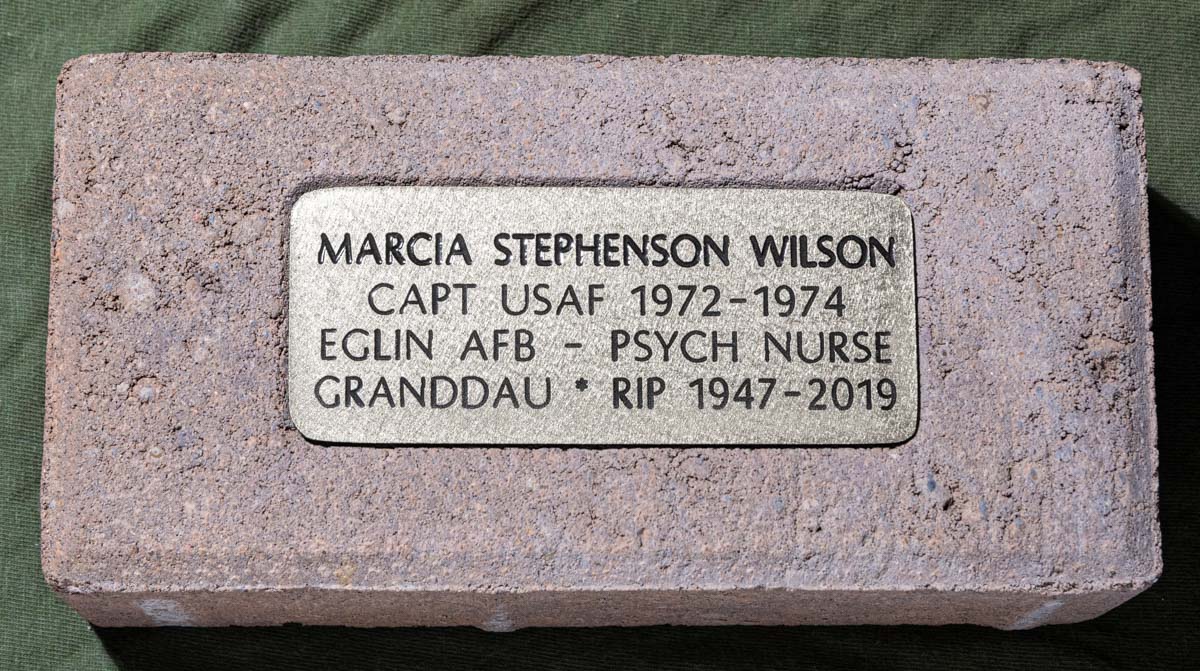 MARCIA STEPHENSON WILSON
CAPT USAF 1972-1974
EGLIN AFB - PSYCH NURSE
GRANDDAU * RIP 1947-2019